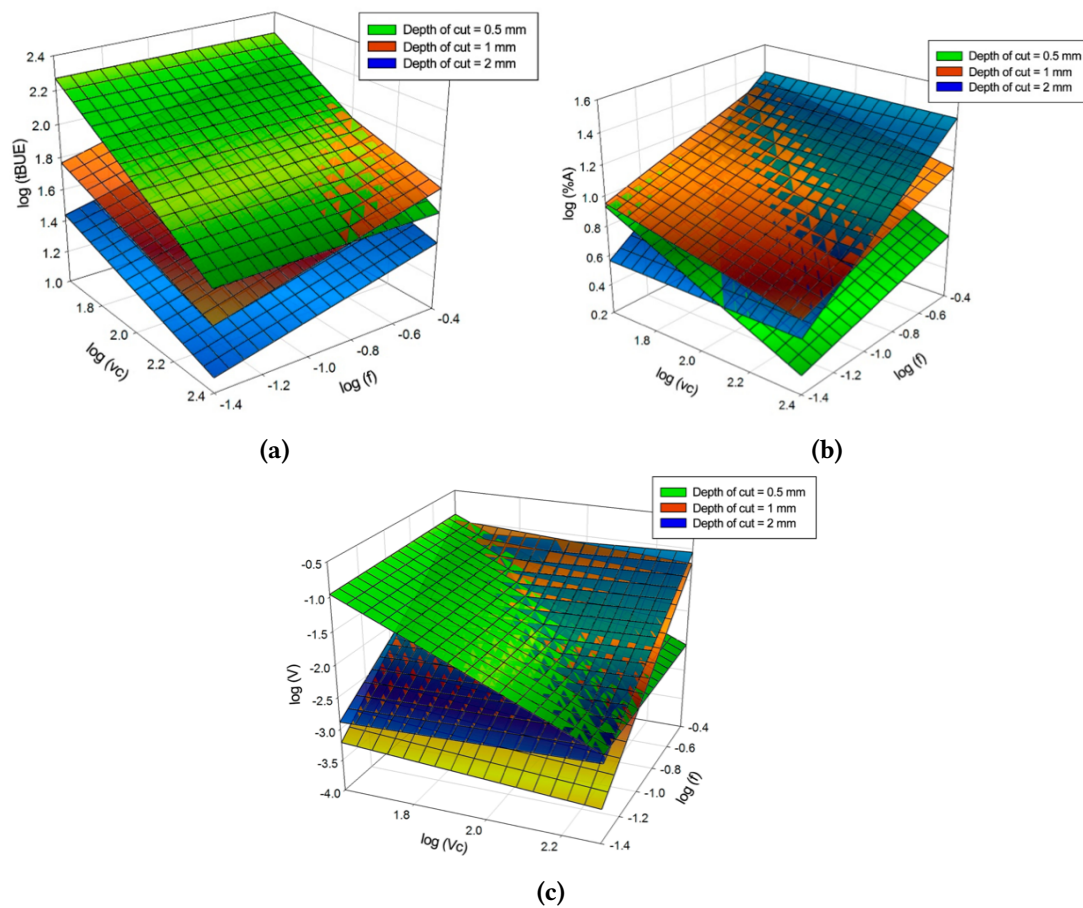 Depth of cut = 0.5 mm
Depth of cut = 1 mm
Depth of cut = 2 mm
2.4
2.2
2.0
1.8
1.6
1.4
1.2
1.0
log (tBUE)
1.8
2.0
2.2
2.4
log (vc)
-1.4
-1.2
-1.0
-0.8
-0.6
-0.4
log (f)
(a)
Depth of cut = 0.5 mm
Depth of cut = 1 mm
Depth of cut = 2 mm
1.6
1.4
1.2
1.0
0.8
0.6
0.4
0.2
log (%A)
1.8
2.0
2.2
2.4
log (vc)
-1.4
-1.2
-1.0
-0.8
-0.6
-0.4
log (f)
(b)
Depth of cut = 0.5 mm
Depth of cut = 1 mm
Depth of cut = 2 mm
-0.5
-1.0
-1.5
-2.0
-2.5
-3.0
-3.5
-4.0
log (V)
1.8
2.0
2.2
log (Vc)
-1.4
-1.2
-1.0
-0.8
-0.6
-0.4
log (f)
(c)